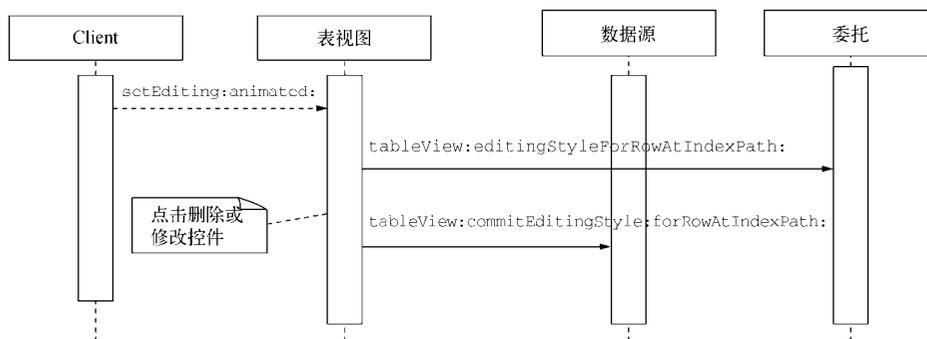 Client
表视图
数据源
委托
setEditing:animated:
tableView:editingStyleForRowAtIndexPath:
点击删除或
修改控件
tableView:commitEditingStyle:forRowAtIndexPath: